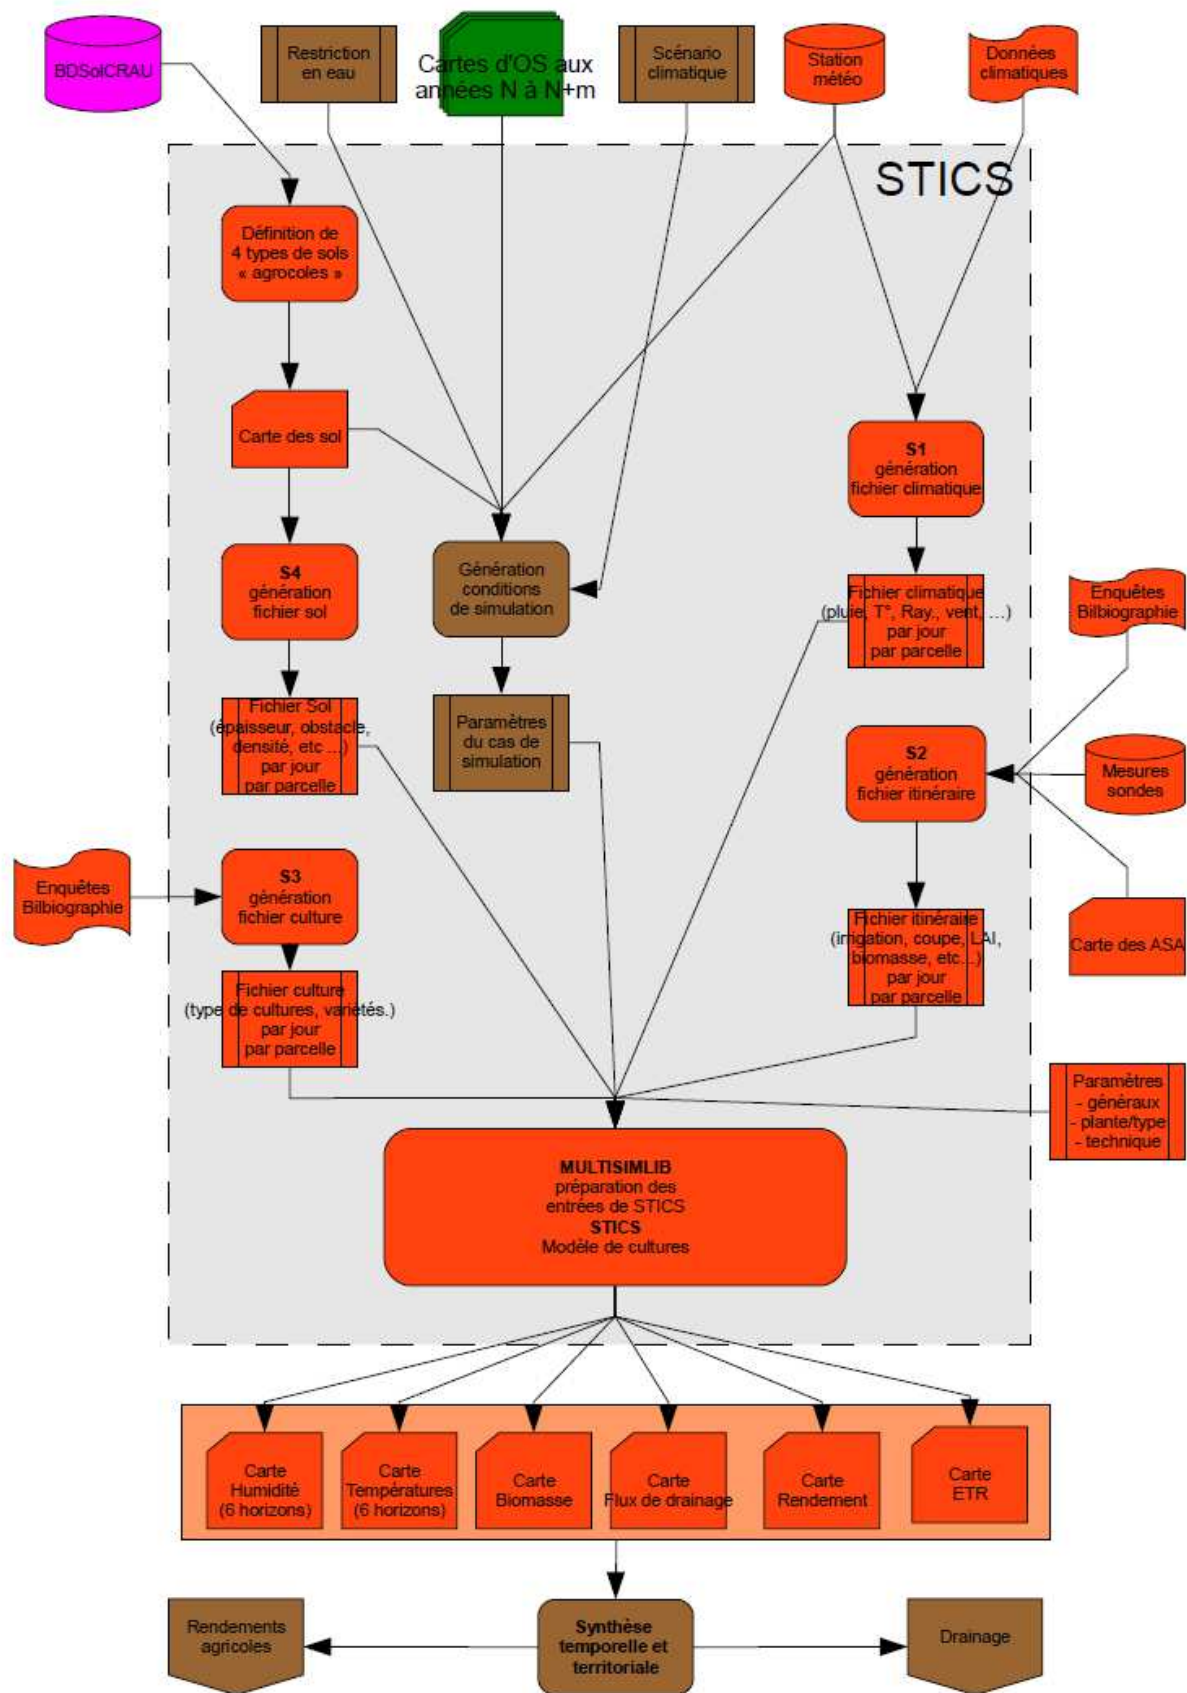 BDSolCRAU
Restriction
en eau
Cartes d'OS aux
années N à N+m
Scénario
climatique
Station
météo
Données
climatiques
STICS
Définition de
4 types de sols
« agrocoles »
Carte des sol
S1
génération
fichier climatique
S4
génération
fichier sol
Génération
conditions
de simulation
Fichier climatique
(pluie, T°, Ray., vent, ...)
par jour
par parcelle
Enquêtes
Bilbiographie
Fichier Sol
(épaisseur, obstacle,
densité, etc ...)
par jour
par parcelle
Paramètres
du cas de
simulation
S2
génération
fichier itinéraire
Mesures
sondes
Enquêtes
Bilbiographie
S3
génération
fichier culture
Fichier itinéraire
(irrigation, coupe, LAI,
biomasse, etc...)
par jour
par parcelle
Carte des ASA
Fichier culture
(type de cultures, variétés.)
par jour
par parcelle
Paramètres
- généraux
- plante/type
- technique
MULTISIMLIB
préparation des
entrées de STICS
STICS
Modèle de cultures
Carte
Humidité
(6 horizons)
Carte
Températures
(6 horizons)
Carte
Biomasse
Carte
Flux de drainage
Carte
Rendement
Carte
ETR
Rendements
agricoles
Synthèse
temporelle et
territoriale
Drainage